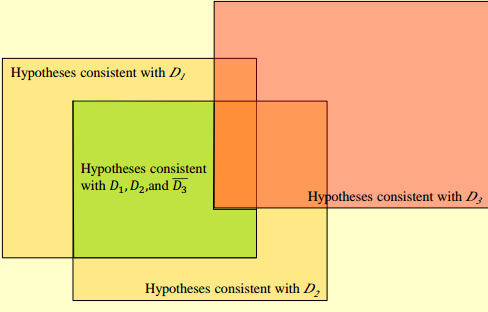 Hypotheses consistent with D₁
Hypotheses consistent
with D₁, D₂,and D̅₃
Hypotheses consistent with D₃
Hypotheses consistent with D₂